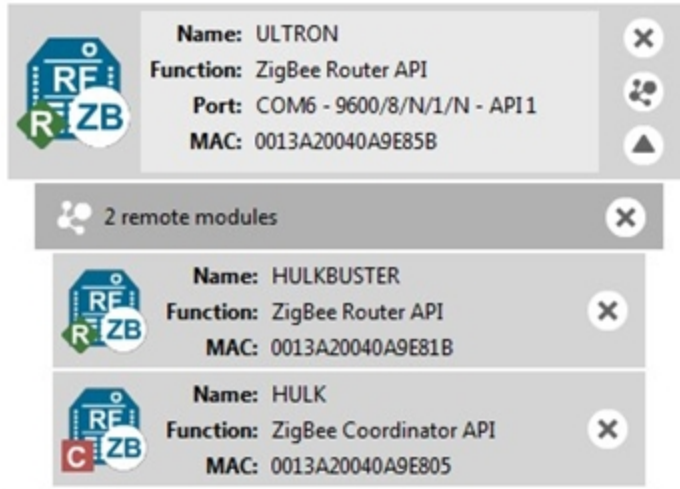 RF
R ZB
Name: ULTRON
Function: ZigBee Router API
Port: COM6 - 9600/8/N/1/N - API 1
MAC: 0013A20040A9E85B
2 remote modules
RF
R ZB
Name: HULKBUSTER
Function: ZigBee Router API
MAC: 0013A20040A9E81B
RF
C ZB
Name: HULK
Function: ZigBee Coordinator API
MAC: 0013A20040A9E805